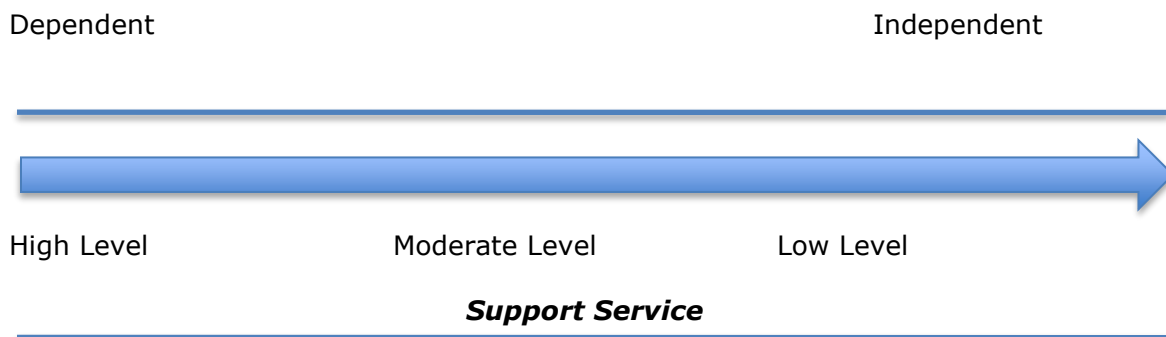 Dependent Independent
High Level Moderate Level Low Level
Support Service